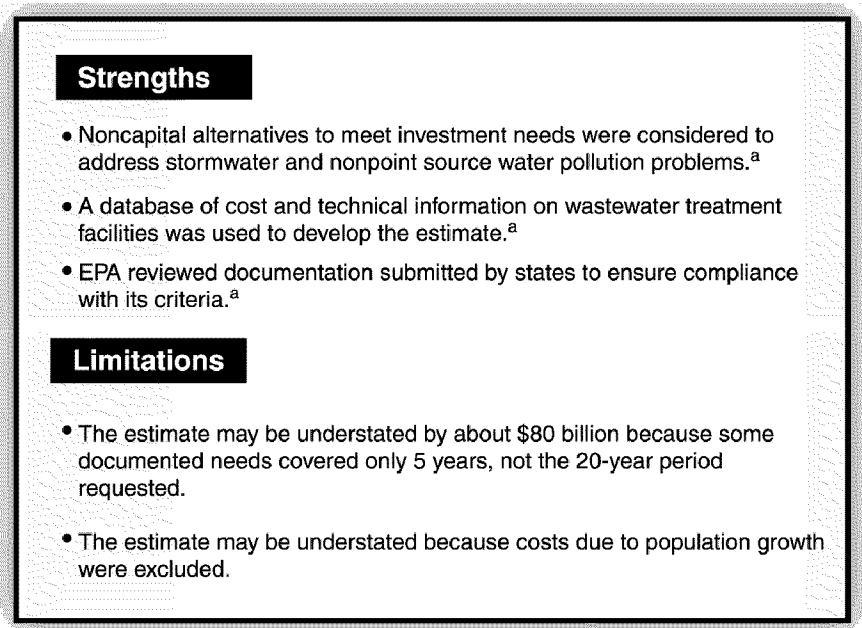 Strengths
• Noncapital alternatives to meet investment needs were considered to
address stormwater and nonpoint source water pollution problems.a
• A database of cost and technical information on wastewater treatment
facilities was used to develop the estimate.a
• EPA reviewed documentation submitted by states to ensure compliance
with its criteria.a
Limitations
• The estimate may be understated by about $80 billion because some
documented needs covered only 5 years, not the 20-year period
requested.
• The estimate may be understated because costs due to population growth
were excluded.